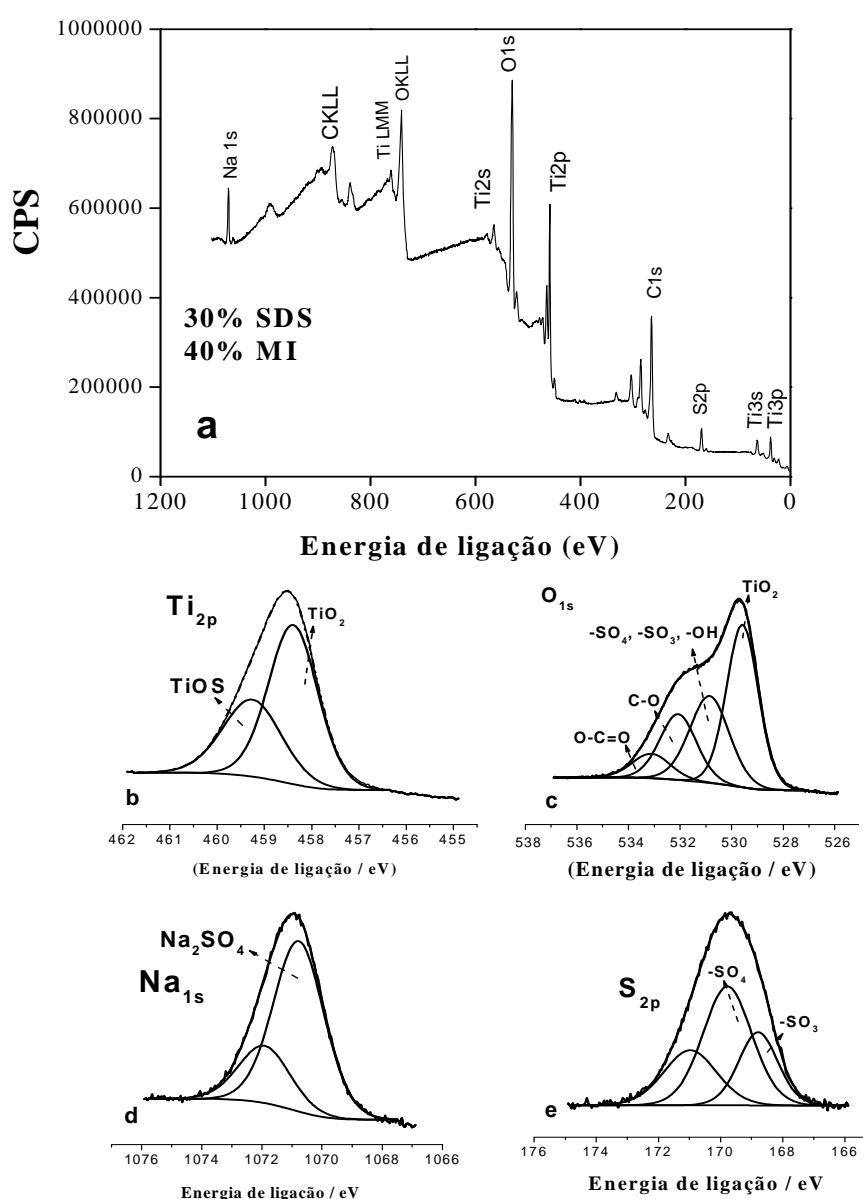 1000000
800000
600000
400000
200000
0
CPS
Na 1s
CKLL
Ti LMM
OKLL
Ti2s
O1s
Ti2p
C1s
S2p
Ti3s
Ti3p
30% SDS
40% MI
a
1200 1000 800 600 400 200 0
Energia de ligação (eV)
Ti2p
TiO2
TiOS
b
462 461 460 459 458 457 456 455
(Energia de ligação / eV)
O1s
TiO2
-SO4, -SO3, -OH
C-O
O-C=O
c
538 536 534 532 530 528 526
(Energia de ligação / eV)
Na2SO4
Na1s
d
1076 1074 1072 1070 1068 1066
Energia de ligação / eV
S2p
-SO4
-SO3
e
176 174 172 170 168 166
Energia de ligação / eV